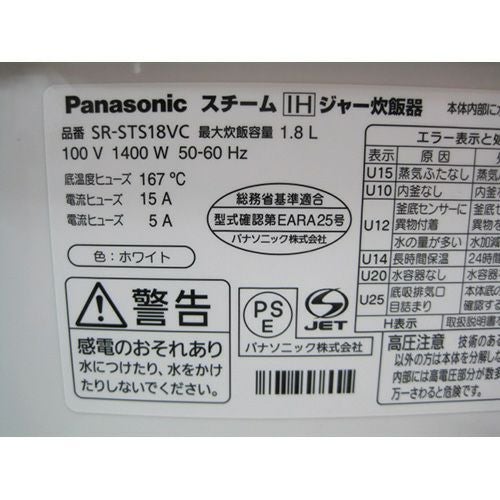 Panasonic スチーム IH ジャー炊飯器
品番 SR-STS18VC 最大炊飯容量 1.8 L
100 V 1400 W 50-60 Hz
底温度ヒューズ 167 ℃
電流ヒューズ 15 A
電流ヒューズ 5 A
総務省基準適合
型式確認第EARA25号
パナソニック株式会社
色：ホワイト
警告
感電のおそれあり
水につけたり、水をかけ
たりしないでください。
PS
E
S
JET
パナソニック株式会社
本体内部に
エラー表示と処
表示 原因
U15 蒸気ふたなし
U10 内釜なし
U12 釜底センサーに
異物付着
水の量が多い 水加減
U14 長時間保温 24時間
U20 水容器なし 水容器
U25 底吸排気口
目詰まり
H表示 取扱説明書
高圧注意 技術のある
以外の方は本体を分解し
内部には高電圧部分が
万一さわると危険です。